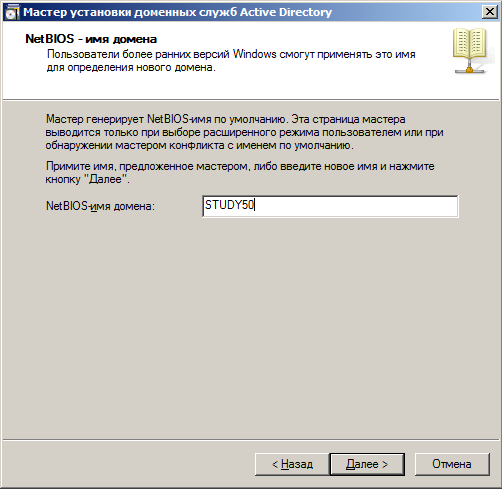 Мастер установки доменных служб Active Directory
NetBIOS - имя домена
Пользователи более ранних версий Windows смогут применять это имя
для определения нового домена.
Мастер генерирует NetBIOS-имя по умолчанию. Эта страница мастера
выводится только при выборе расширенного режима пользователем или при
обнаружении мастером конфликта с именем по умолчанию.
Примите имя, предложенное мастером, либо введите новое имя и нажмите
кнопку "Далее".
NetBIOS-имя домена: STUDY50
< Назад Далее > Отмена